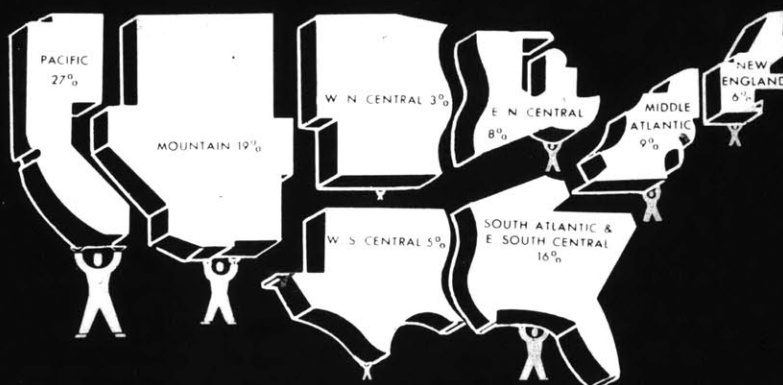 PACIFIC
27%
MOUNTAIN 19%
W. N. CENTRAL 3%
E. N. CENTRAL
8%
MIDDLE
ATLANTIC
9%
NEW
ENGLAND
6%
W. S. CENTRAL 5%
SOUTH ATLANTIC &
E. SOUTH CENTRAL
16%